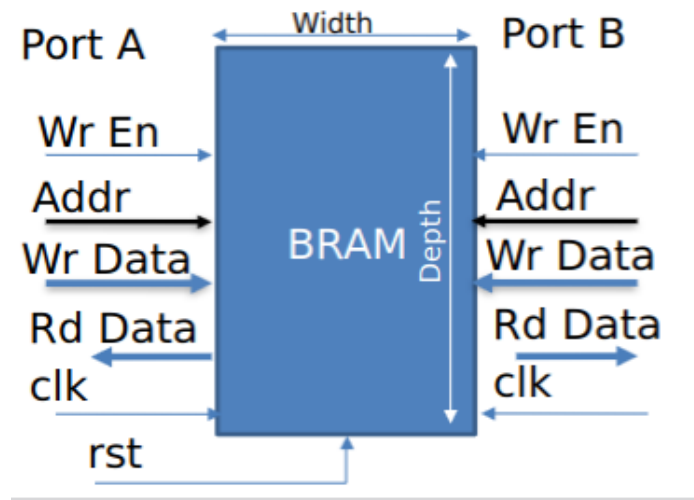 Width
Port A
Port B
Wr En
Wr En
Addr
Addr
BRAM
Depth
Wr Data
Wr Data
Rd Data
Rd Data
clk
clk
rst